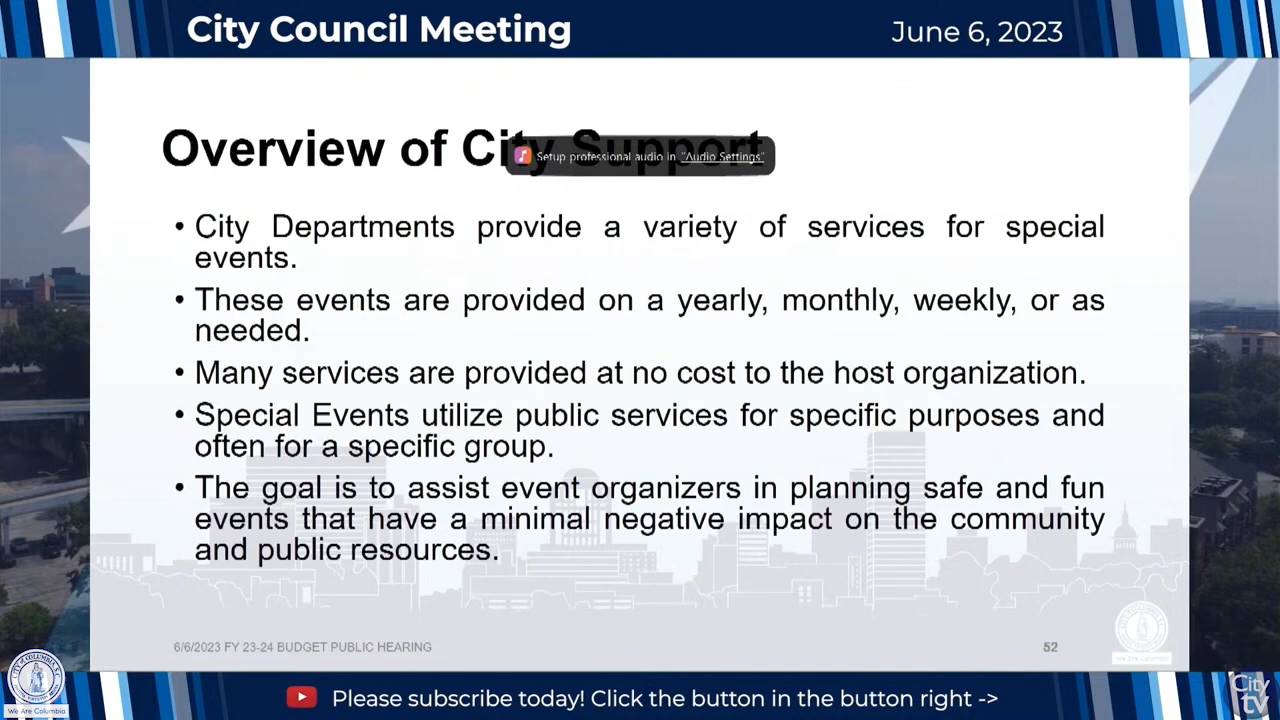 City Council Meeting
June 6, 2023
Overview of City Support
Setup professional audio in "Audio Settings"
• City Departments provide a variety of services for special
events.
• These events are provided on a yearly, monthly, weekly, or as
needed.
• Many services are provided at no cost to the host organization.
• Special Events utilize public services for specific purposes and
often for a specific group.
• The goal is to assist event organizers in planning safe and fun
events that have a minimal negative impact on the community
and public resources.
6/6/2023 FY 23-24 BUDGET PUBLIC HEARING
52
We Are Columbia
We Are Columbia
Please subscribe today! Click the button in the button right ->
City
tv